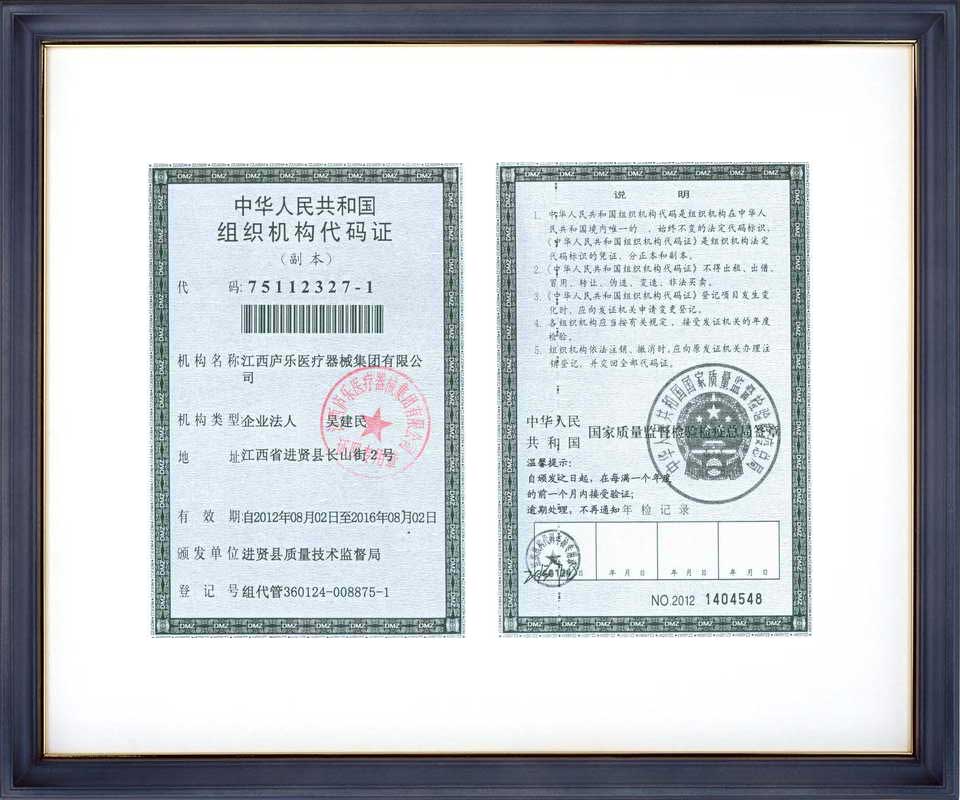 中华人民共和国
组织机构代码证
（副本）
代 码: 75112327-1
机构名称江西庐乐医疗器械集团有限公
司
机构类型企业法人 吴建民
地 址江西省进贤县长山街2号
有 效 期:自2012年08月02日至2016年08月02日
颁发单位进贤县质量技术监督局
登 记 号组代管360124-008875-1
说 明
1. 中华人民共和国组织机构代码是组织机构在中华人
民共和国境内唯一的、始终不变的法定代码标识，
《中华人民共和国组织机构代码证》是组织机构法定
代码标识的凭证，分正本和副本。
2.《中华人民共和国组织机构代码证》不得出租、出借、
冒用、转让、伪造、变造、非法买卖。
3.《中华人民共和国组织机构代码证》登记项目发生变
化时，应向发证机关申请变更登记。
4. 各组织机构应当按有关规定，接受发证机关的年度
检验。
5. 组织机构依法注销、撤消时，应向原发证机关办理注
销登记，并交回全部代码证。
中华人民
共和国
国家质量监督检验检疫总局签章
温馨提示:
自颁发之日起，在每满一个年度
的前一个月内接受验证;
逾期处理，不再通知年检记录
年 月 日
年 月 日
年 月 日
NO.2012 1404548